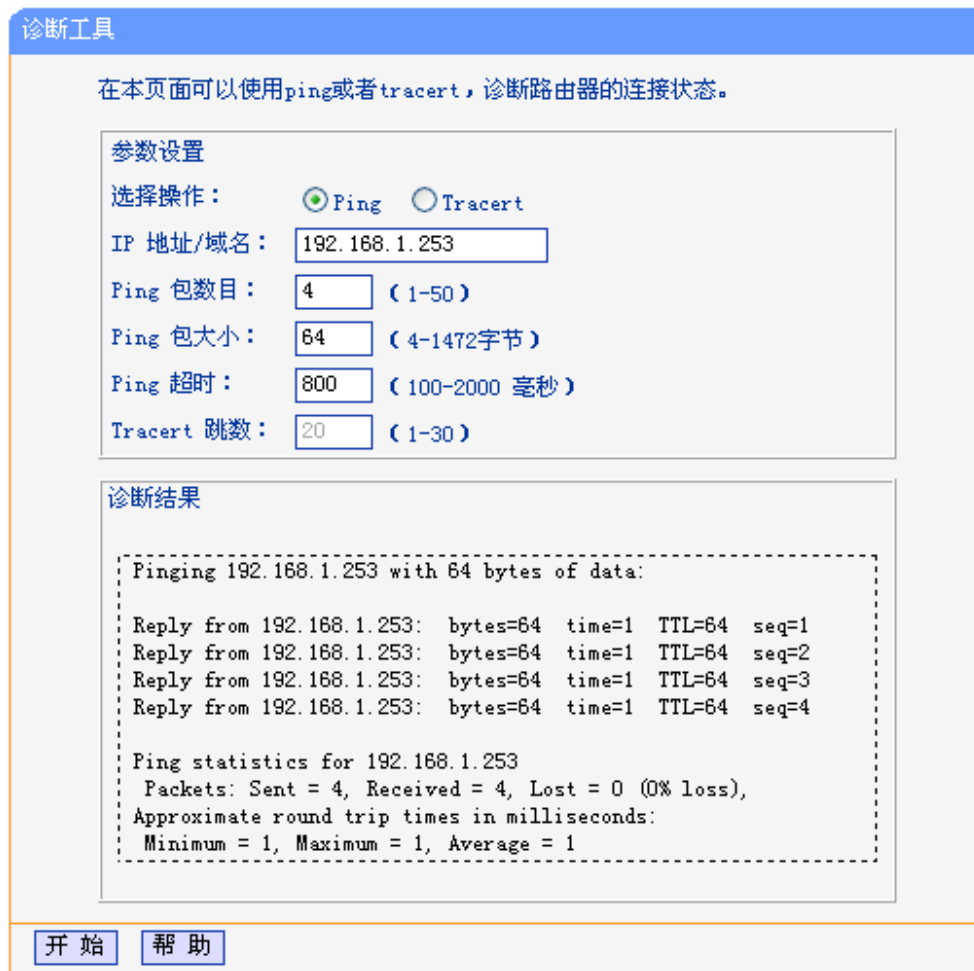 诊断工具
在本页面可以使用ping或者tracert，诊断路由器的连接状态。
参数设置
选择操作： Ping Tracert
IP 地址/域名： 192.168.1.253
Ping 包数目： 4 （1-50）
Ping 包大小： 64 （4-1472字节）
Ping 超时： 800 （100-2000 毫秒）
Tracert 跳数： 20 （1-30）
诊断结果
Pinging 192.168.1.253 with 64 bytes of data:
Reply from 192.168.1.253: bytes=64 time=1 TTL=64 seq=1
Reply from 192.168.1.253: bytes=64 time=1 TTL=64 seq=2
Reply from 192.168.1.253: bytes=64 time=1 TTL=64 seq=3
Reply from 192.168.1.253: bytes=64 time=1 TTL=64 seq=4
Ping statistics for 192.168.1.253
Packets: Sent = 4, Received = 4, Lost = 0 (0% loss),
Approximate round trip times in milliseconds:
Minimum = 1, Maximum = 1, Average = 1
开 始 帮 助